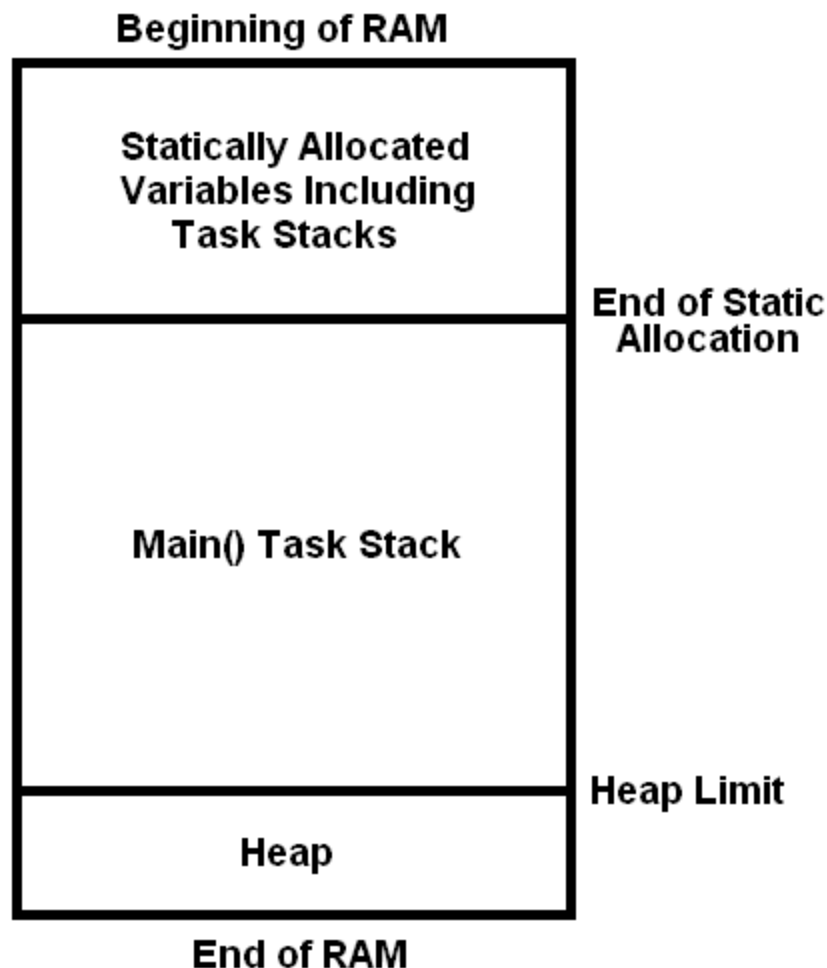 Beginning of RAM
Statically Allocated
Variables Including
Task Stacks
End of Static
Allocation
Main() Task Stack
Heap Limit
Heap
End of RAM